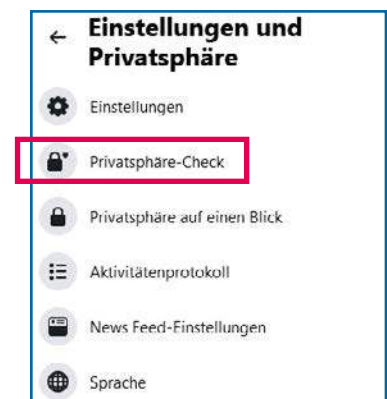 Einstellungen und
Privatsphäre
Einstellungen
Privatsphäre-Check
Privatsphäre auf einen Blick
Aktivitätenprotokoll
News Feed-Einstellungen
Sprache